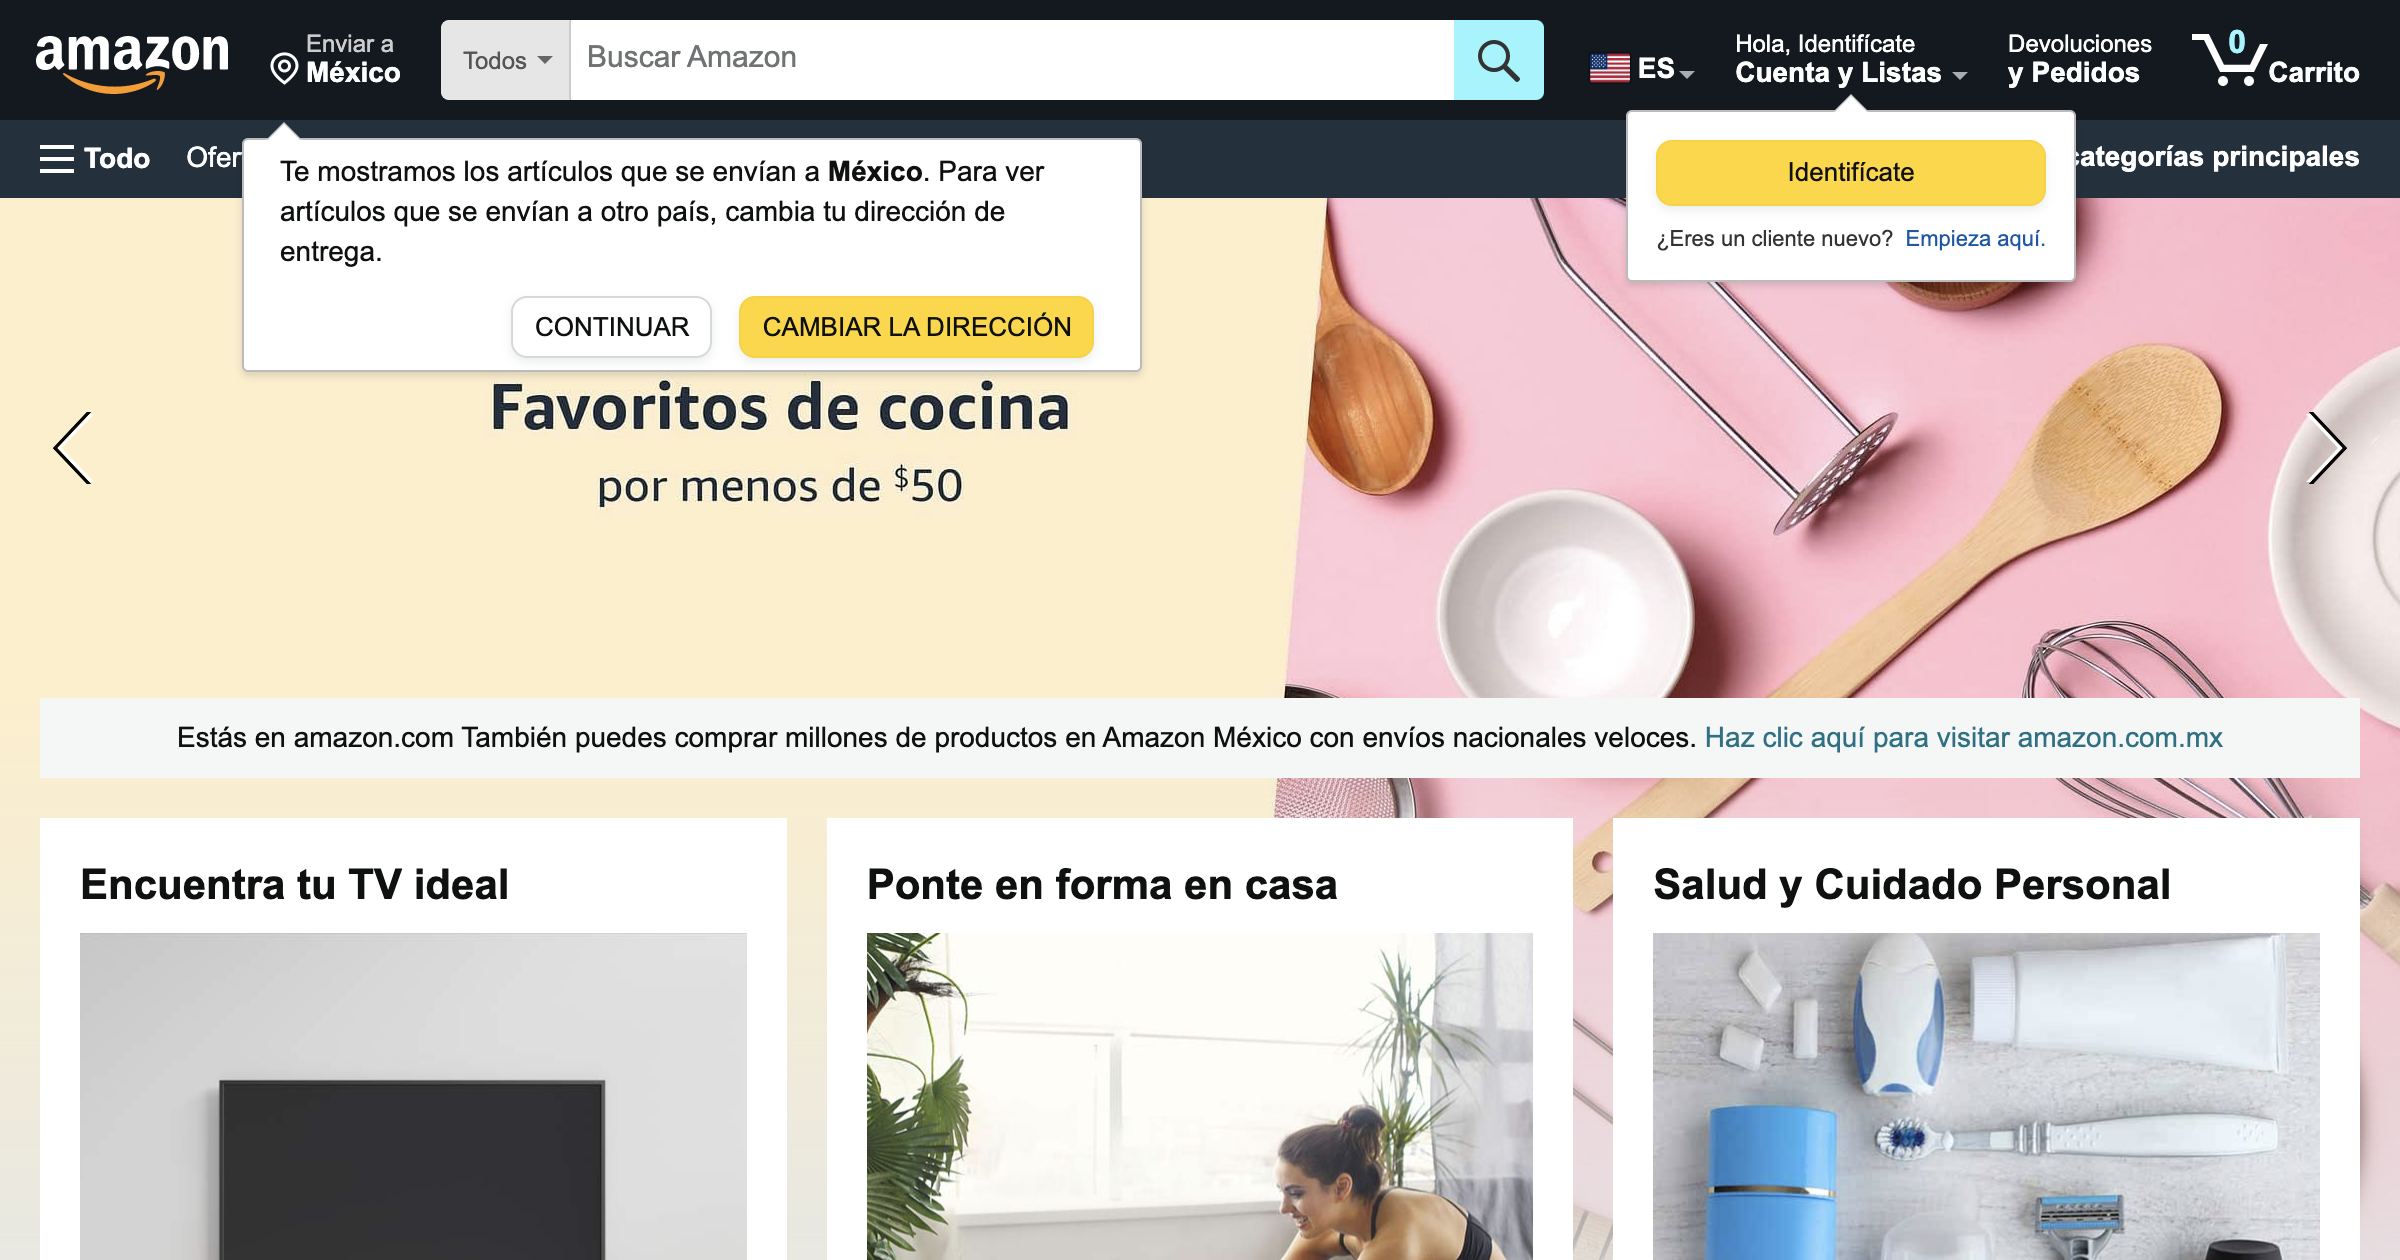 amazon
Enviar a
México
Todos
Buscar Amazon
ES
Hola, Identifícate
Cuenta y Listas
Devoluciones
y Pedidos
0
Carrito
Todo
Ofer
categorías principales
Te mostramos los artículos que se envían a México. Para ver
artículos que se envían a otro país, cambia tu dirección de
entrega.
CONTINUAR
CAMBIAR LA DIRECCIÓN
Identifícate
¿Eres un cliente nuevo? Empieza aquí.
Favoritos de cocina
por menos de $50
Estás en amazon.com También puedes comprar millones de productos en Amazon México con envíos nacionales veloces. Haz clic aquí para visitar amazon.com.mx
Encuentra tu TV ideal
Ponte en forma en casa
Salud y Cuidado Personal